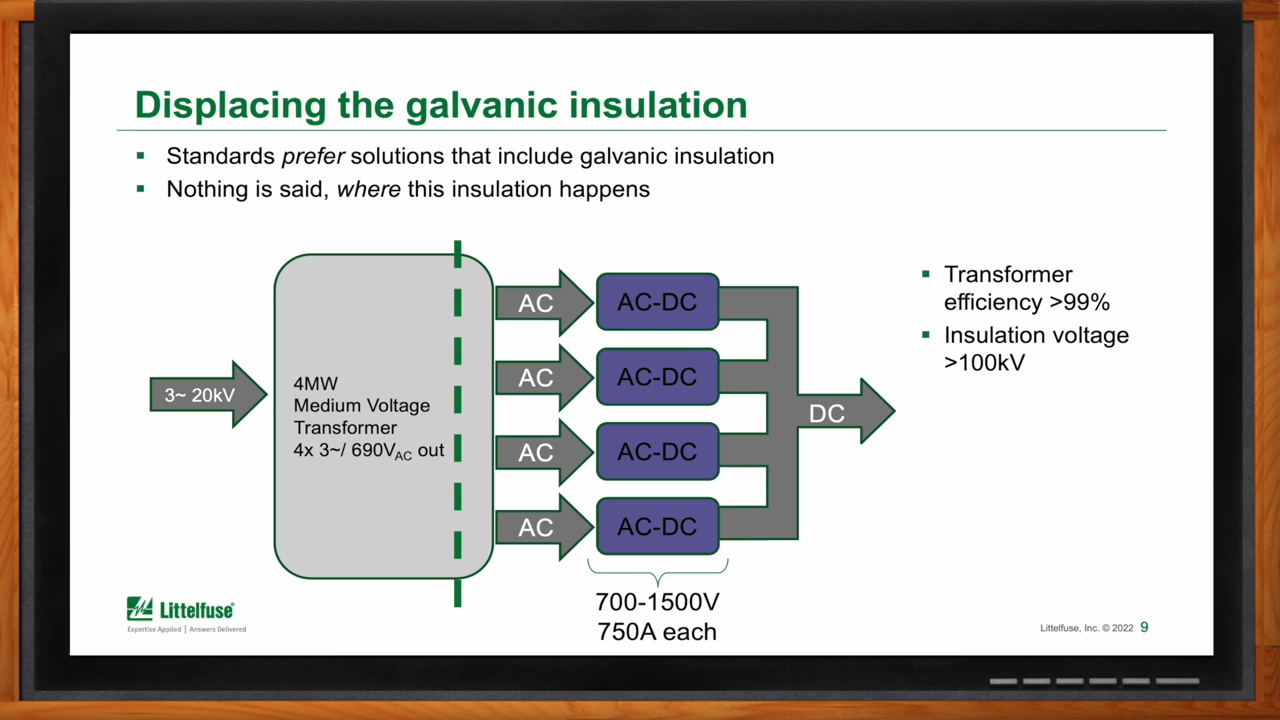 Displacing the galvanic insulation
▪ Standards prefer solutions that include galvanic insulation
▪ Nothing is said, where this insulation happens
3~ 20kV
4MW
Medium Voltage
Transformer
4x 3~/ 690VAC out
AC
AC
AC
AC
AC-DC
AC-DC
AC-DC
AC-DC
DC
700-1500V
750A each
▪ Transformer
efficiency >99%
▪ Insulation voltage
>100kV
Littelfuse®
Expertise Applied | Answers Delivered
Littelfuse, Inc. © 2022 9